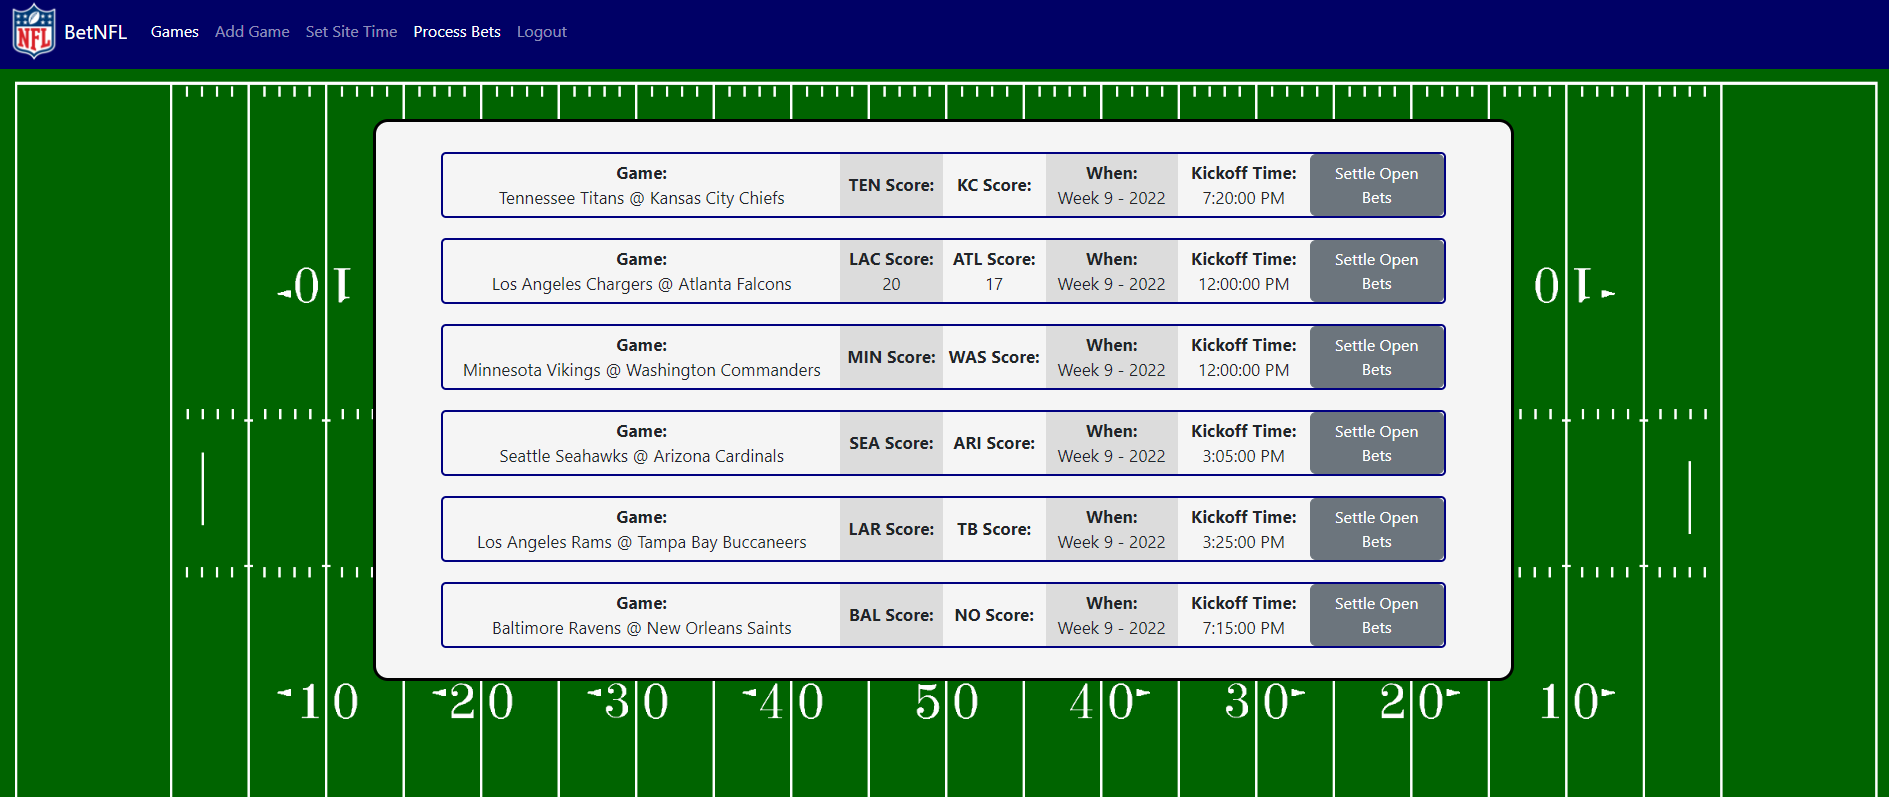 NFL BetNFL Games Add Game Set Site Time Process Bets Logout
Game: TEN Score: KC Score: When: Kickoff Time: Settle Open Bets
Tennessee Titans @ Kansas City Chiefs Week 9 - 2022 7:20:00 PM
Game: LAC Score: ATL Score: When: Kickoff Time: Settle Open Bets
Los Angeles Chargers @ Atlanta Falcons 20 17 Week 9 - 2022 12:00:00 PM
Game: MIN Score: WAS Score: When: Kickoff Time: Settle Open Bets
Minnesota Vikings @ Washington Commanders Week 9 - 2022 12:00:00 PM
Game: SEA Score: ARI Score: When: Kickoff Time: Settle Open Bets
Seattle Seahawks @ Arizona Cardinals Week 9 - 2022 3:05:00 PM
Game: LAR Score: TB Score: When: Kickoff Time: Settle Open Bets
Los Angeles Rams @ Tampa Bay Buccaneers Week 9 - 2022 3:25:00 PM
Game: BAL Score: NO Score: When: Kickoff Time: Settle Open Bets
Baltimore Ravens @ New Orleans Saints Week 9 - 2022 7:15:00 PM
10 10
10 20 30 40 50 40 30 20 10